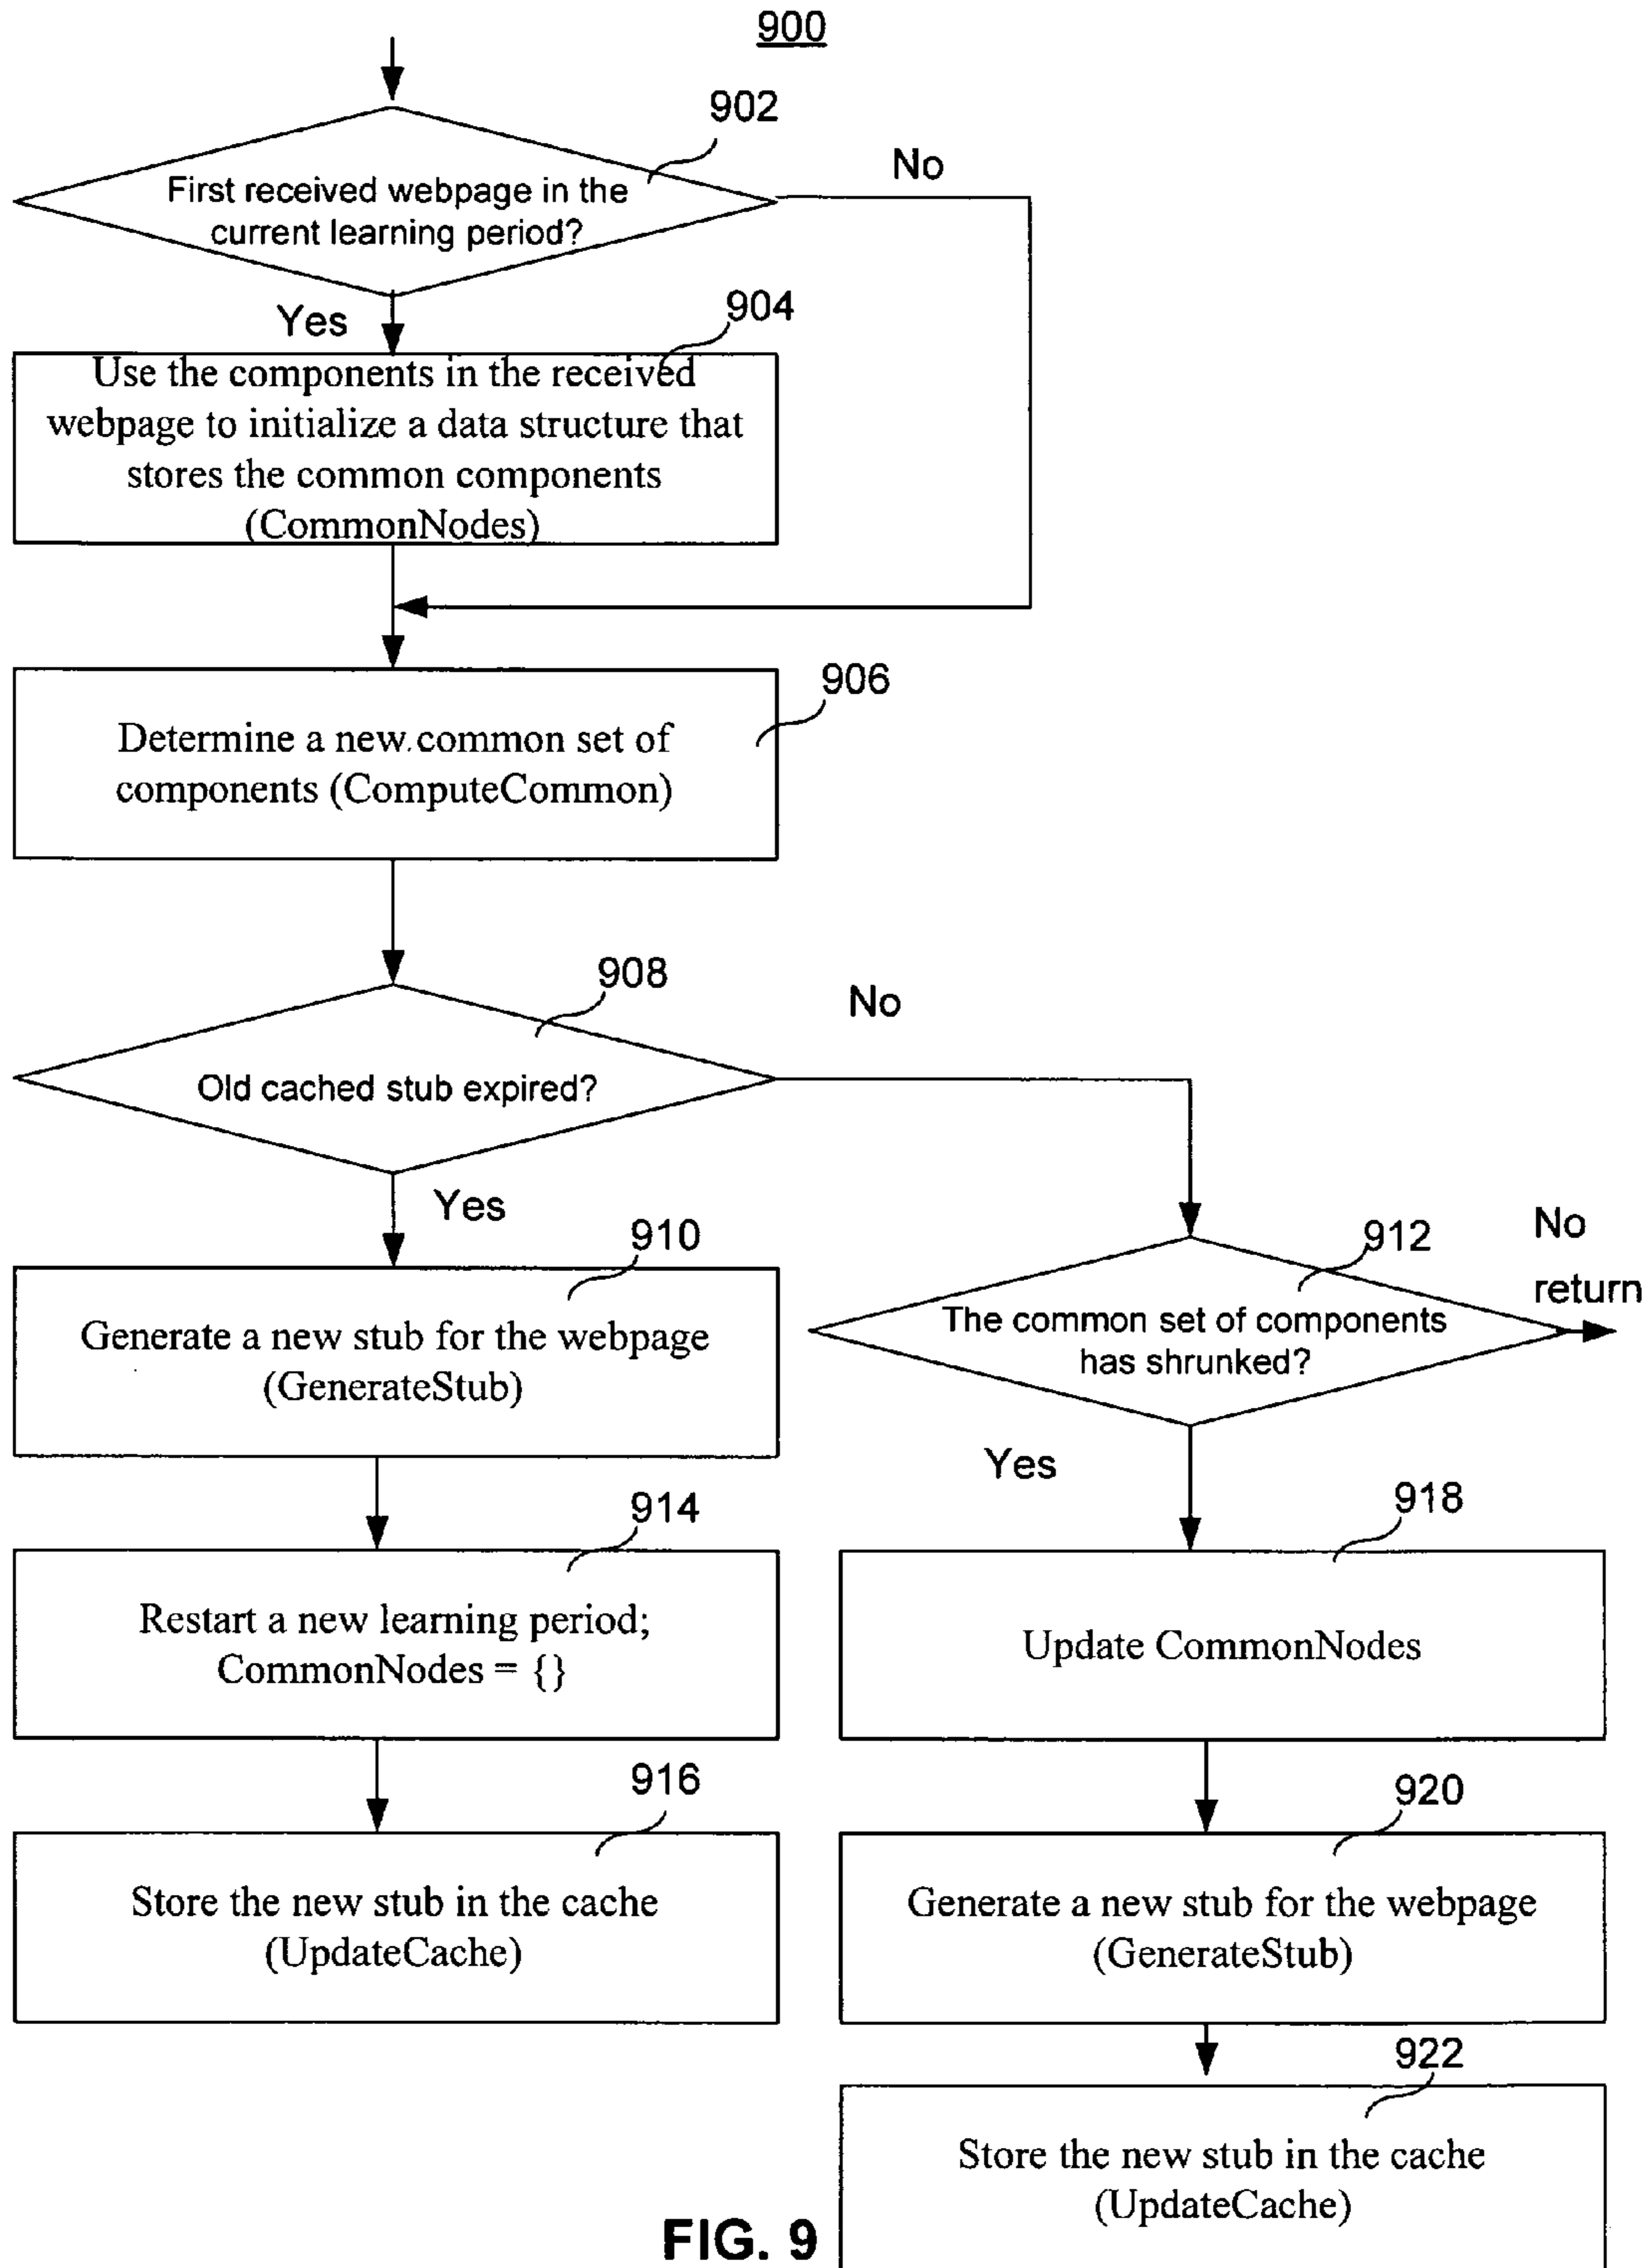 900
902
No
First received webpage in the
current learning period?
Yes
904
Use the components in the received
webpage to initialize a data structure that
stores the common components
(CommonNodes)
906
Determine a new common set of
components (ComputeCommon)
908
No
Old cached stub expired?
Yes
910
Generate a new stub for the webpage
(GenerateStub)
912
No
return
The common set of components
has shrunked?
Yes
914
Restart a new learning period;
CommonNodes = {}
918
Update CommonNodes
916
Store the new stub in the cache
(UpdateCache)
920
Generate a new stub for the webpage
(GenerateStub)
922
Store the new stub in the cache
(UpdateCache)
FIG. 9